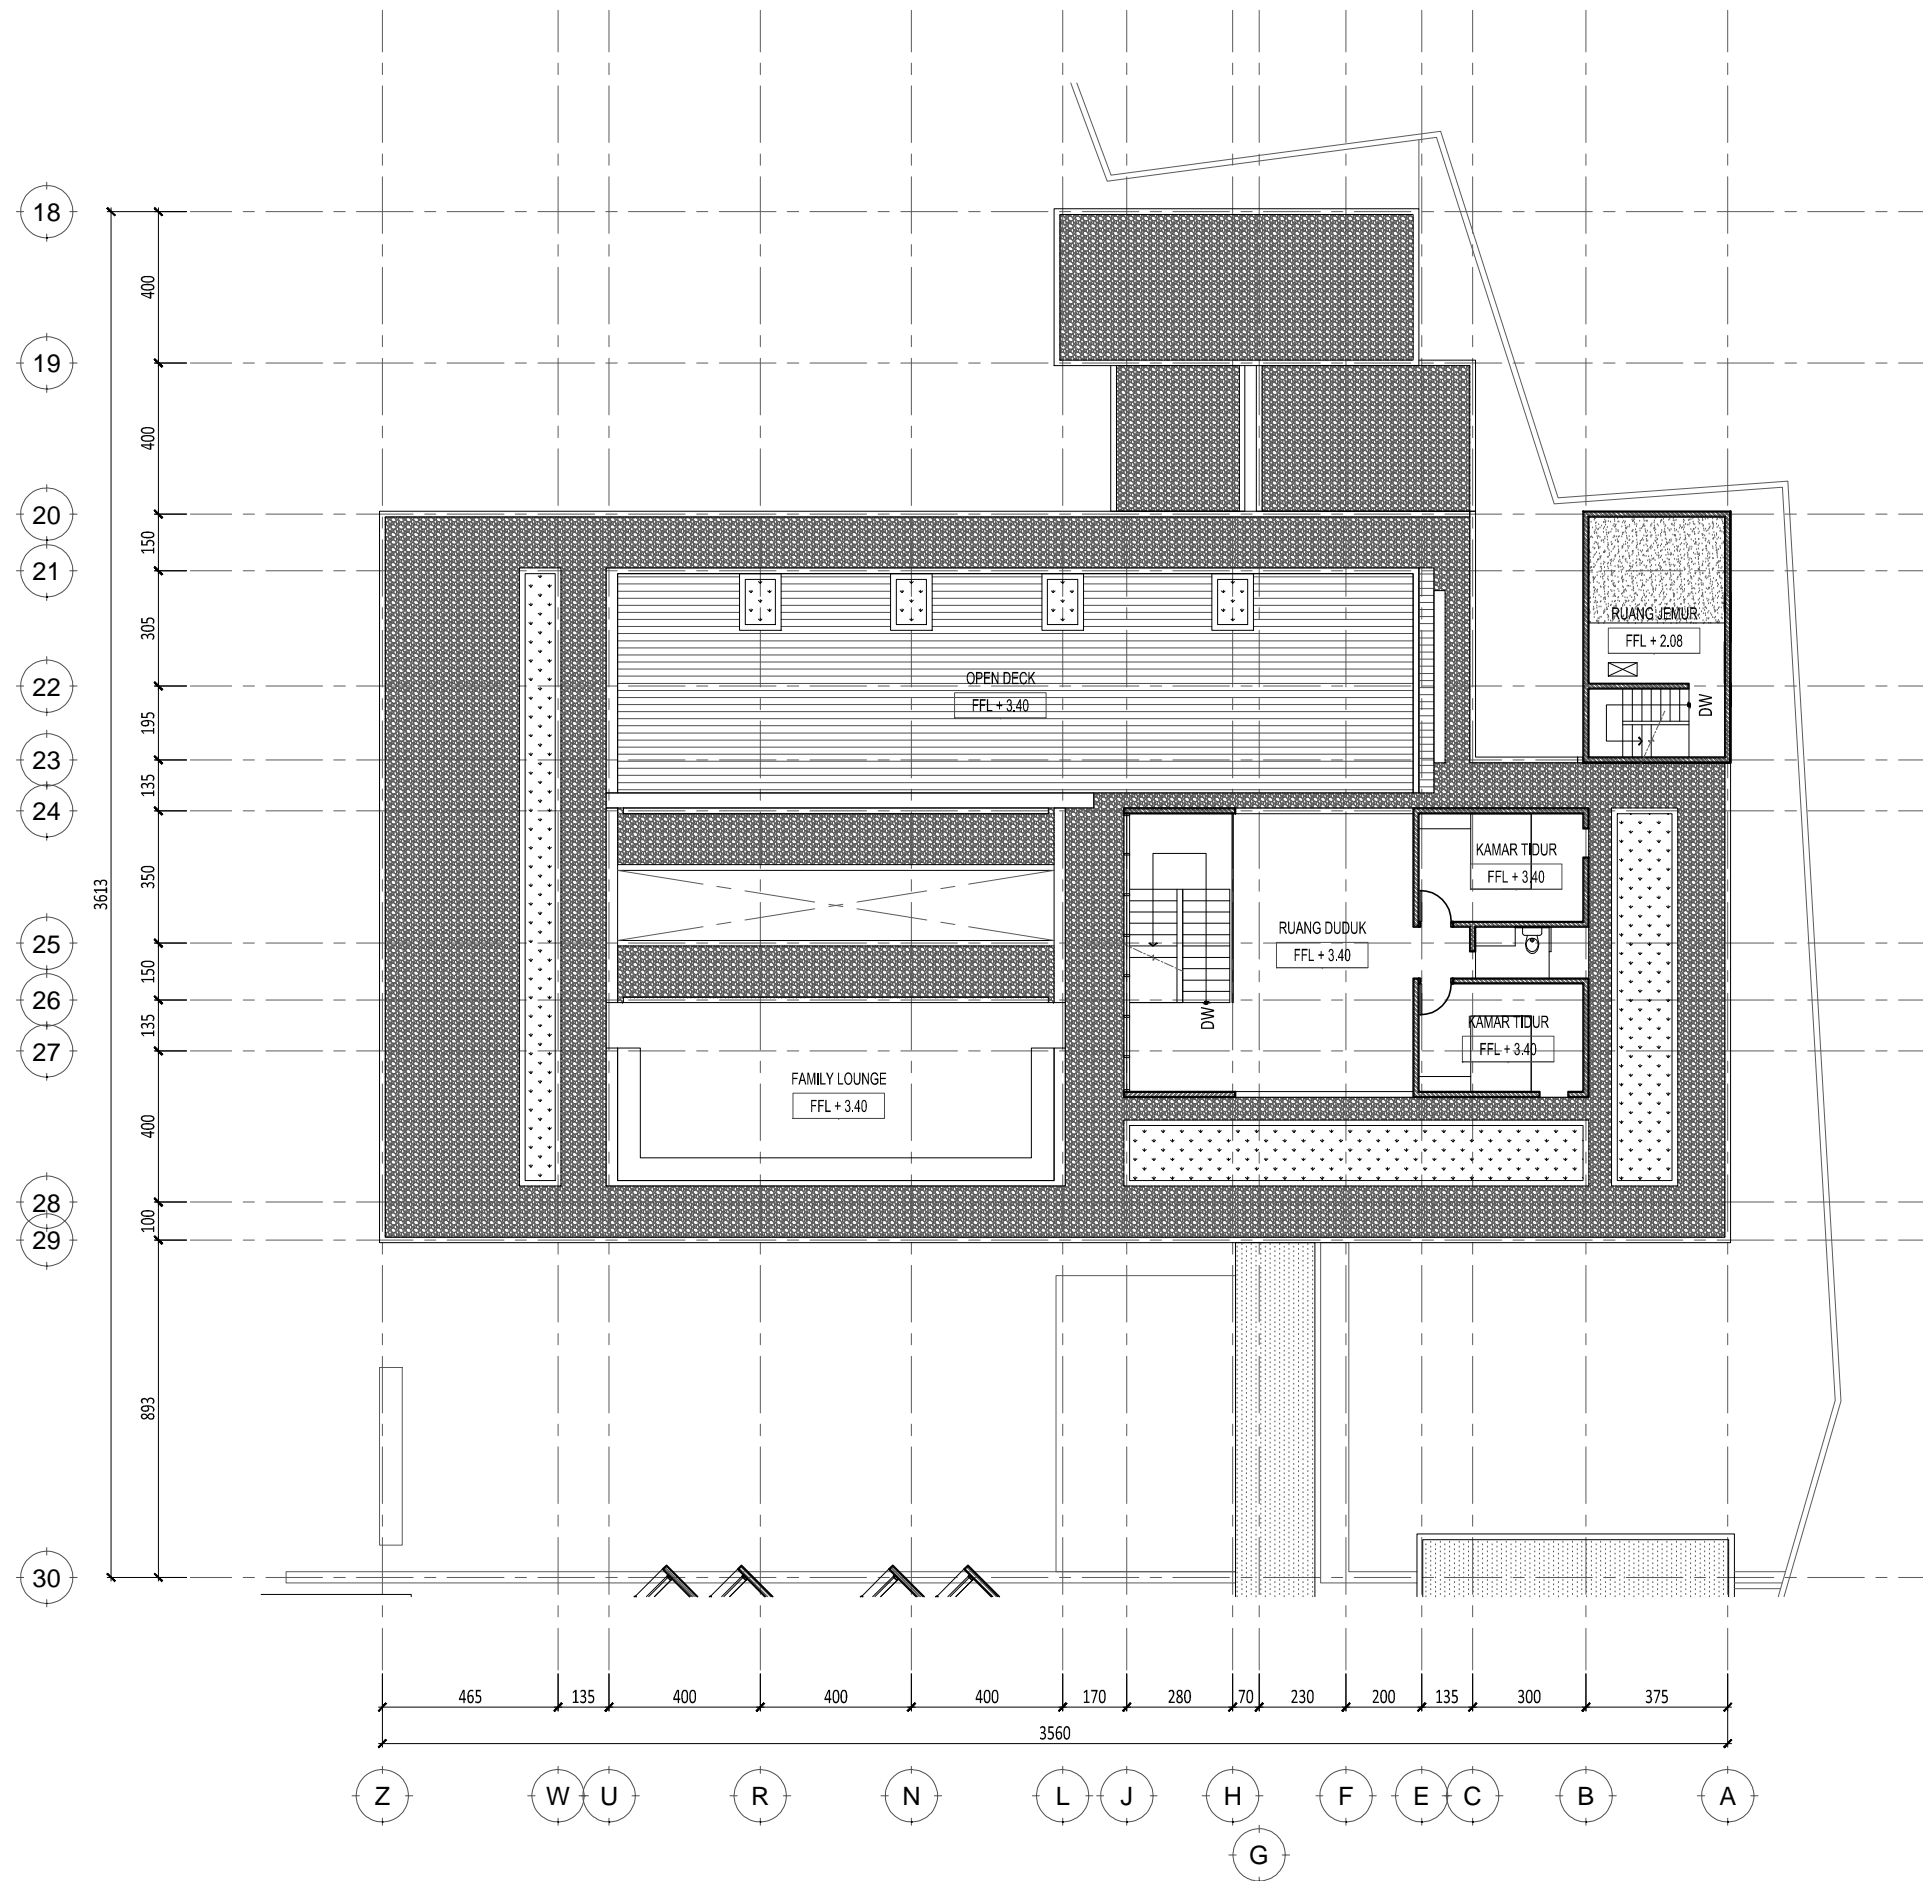 18
400
19
400
20
150
21
305
RUANG JEMUR
FFL + 2.08
22
OPEN DECK
FFL + 3.40
DW
195
23
135
24
KAMAR TIDUR
FFL + 3.40
350
3613
25
RUANG DUDUK
FFL + 3.40
150
26
DW
135
KAMAR TIDUR
FFL + 3.40
27
FAMILY LOUNGE
FFL + 3.40
400
28
100
29
893
30
465 135 400 400 400 170 280 70 230 200 135 300 375
3560
Z W U R N L J H F E C B A
G